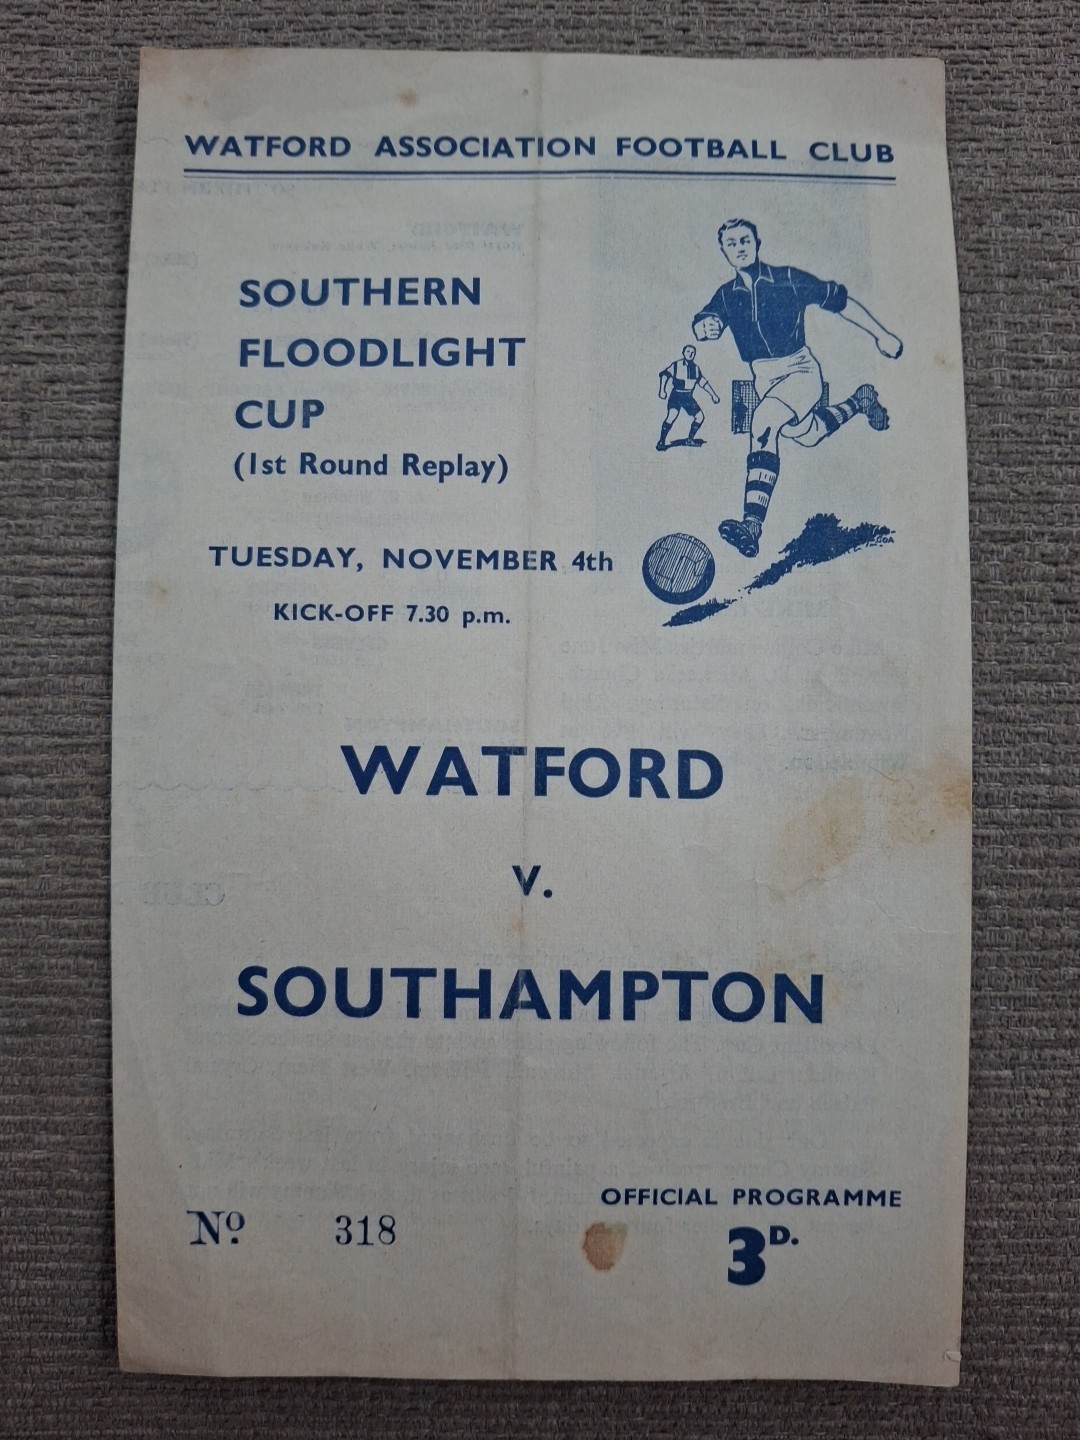 WATFORD ASSOCIATION FOOTBALL CLUB
SOUTHERN
FLOODLIGHT
CUP
(1st Round Replay)
TUESDAY, NOVEMBER 4th
KICK-OFF 7.30 p.m.
WATFORD
v.
SOUTHAMPTON
OFFICIAL PROGRAMME
3D.
No. 318